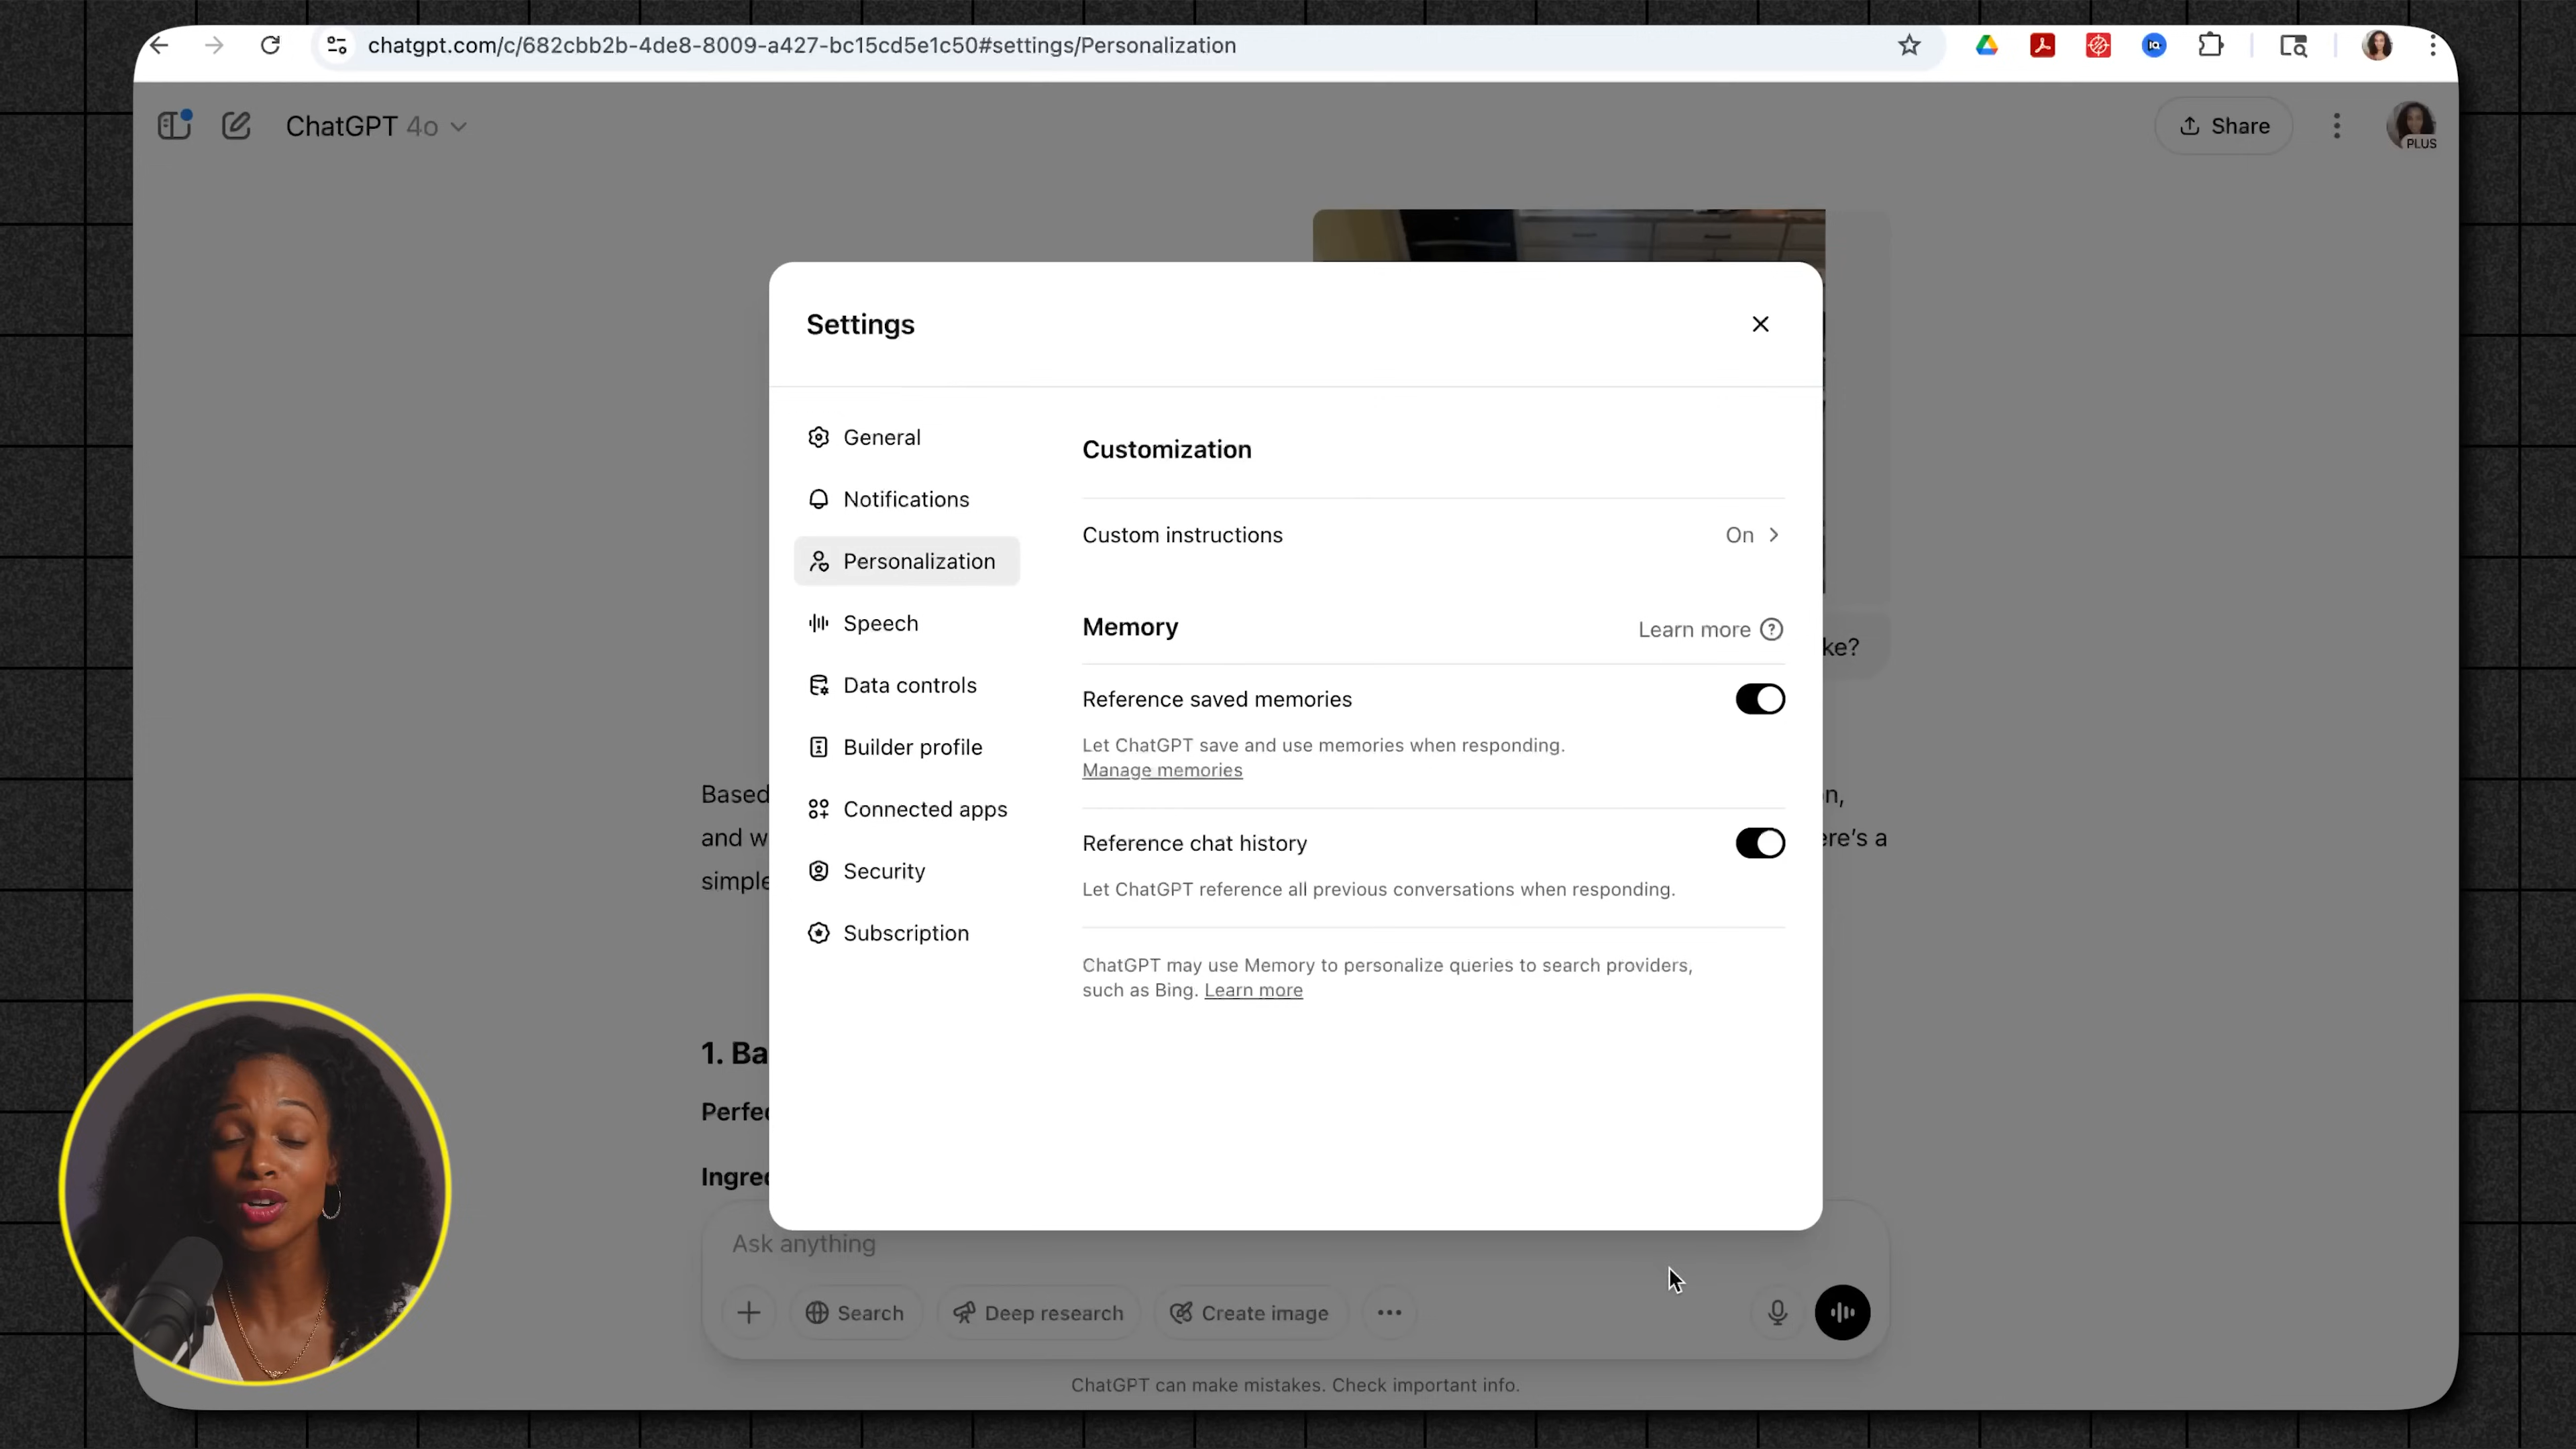 chatgpt.com/c/682cbb2b-4de8-8009-a427-bc15cd5e1c50#settings/Personalization
ChatGPT 4o
Share
PLUS
Settings
General
Notifications
Personalization
Speech
Data controls
Builder profile
Connected apps
Security
Subscription
Customization
Custom instructions On
Memory Learn more
Reference saved memories
Let ChatGPT save and use memories when responding.
Manage memories
Reference chat history
Let ChatGPT reference all previous conversations when responding.
ChatGPT may use Memory to personalize queries to search providers,
such as Bing. Learn more
ke?
Based n,
and w ere's a
simple
1. Ba
Perfec
Ingred
Ask anything
Search Deep research Create image
ChatGPT can make mistakes. Check important info.